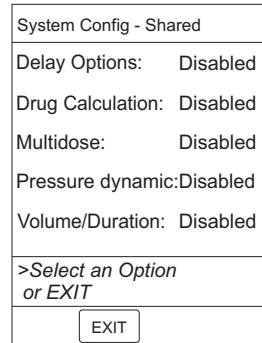 System Config - Shared
Delay Options: Disabled
Drug Calculation: Disabled
Multidose: Disabled
Pressure dynamic:Disabled
Volume/Duration: Disabled
>Select an Option
or EXIT
EXIT